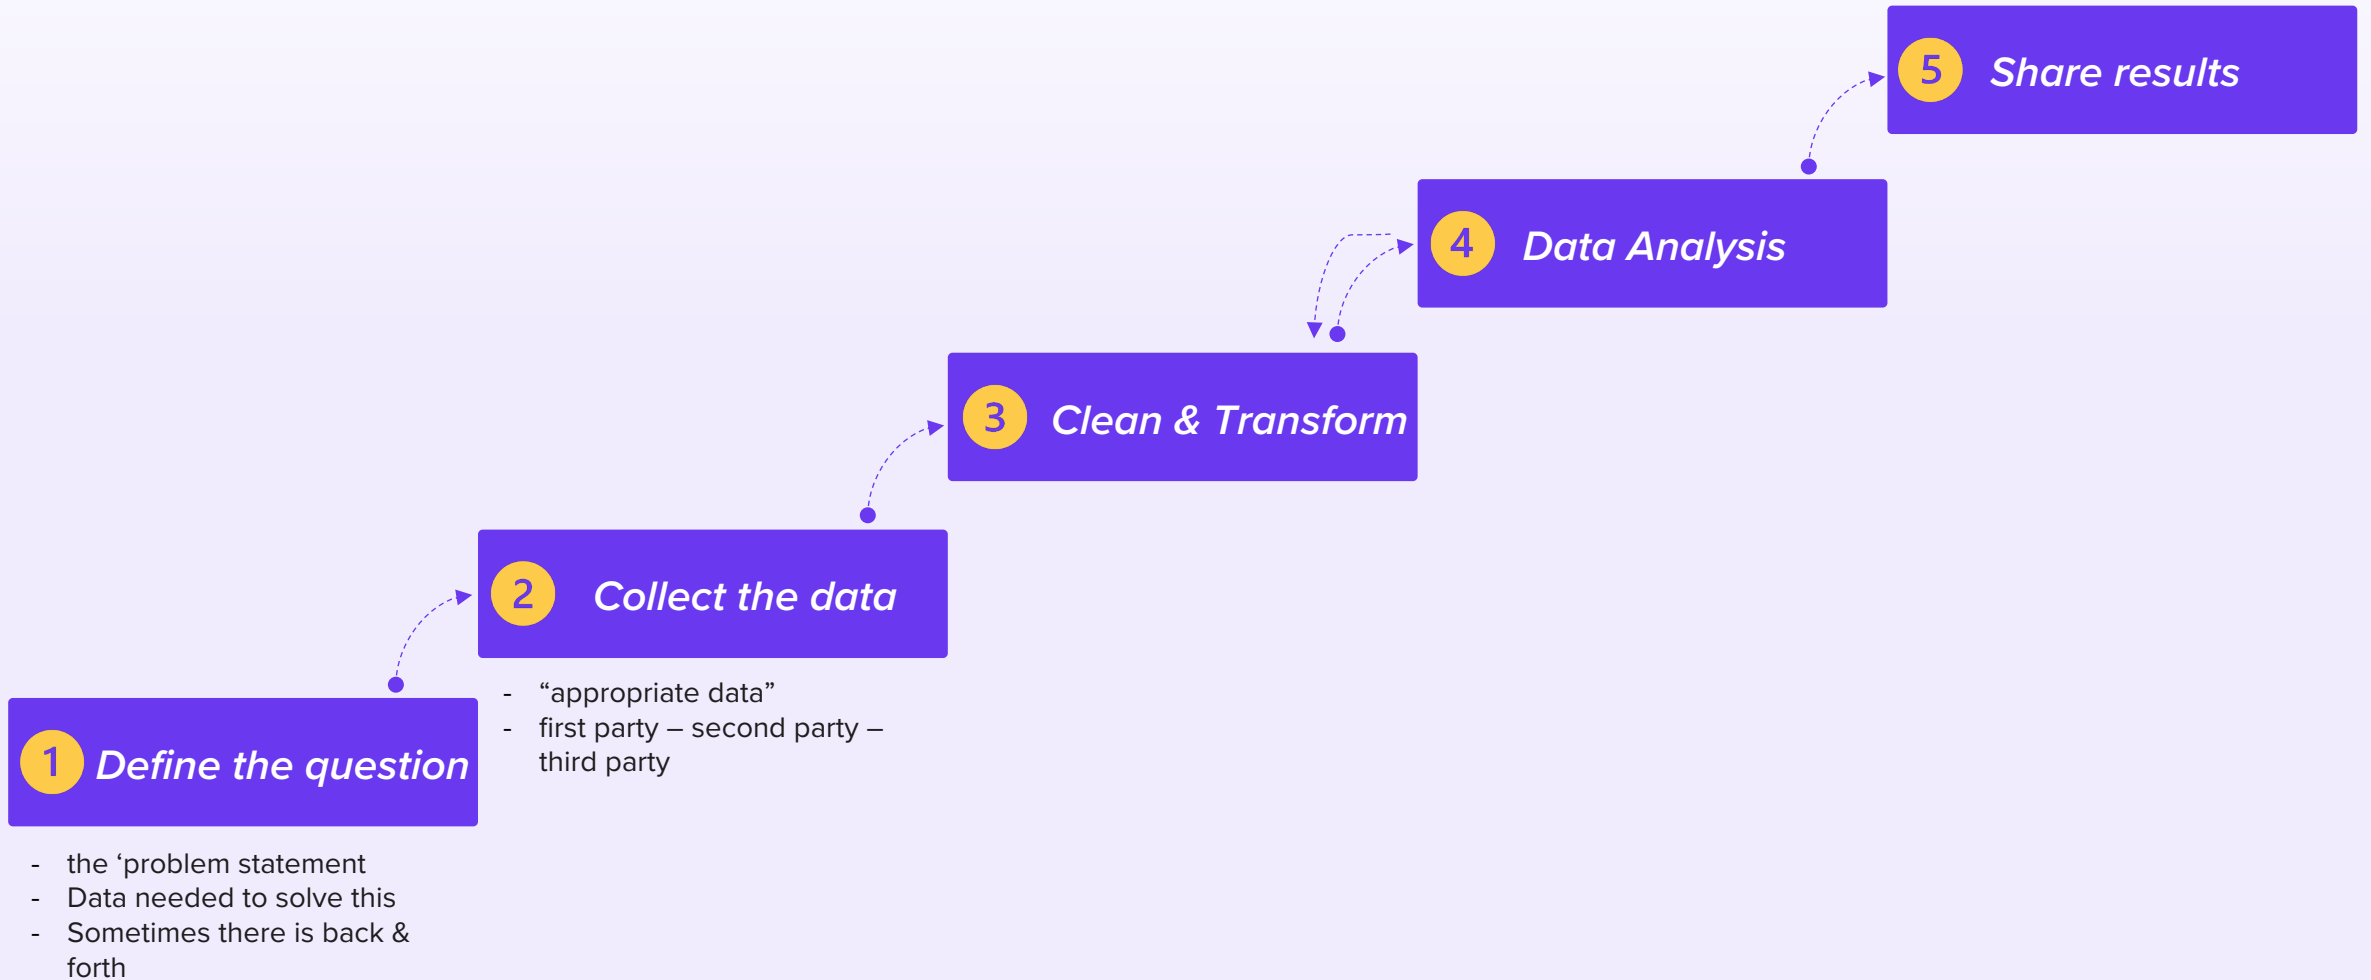 1 Define the question
- the ‘problem statement
- Data needed to solve this
- Sometimes there is back &
forth
2 Collect the data
- “appropriate data”
- first party – second party –
third party
3 Clean & Transform
4 Data Analysis
5 Share results